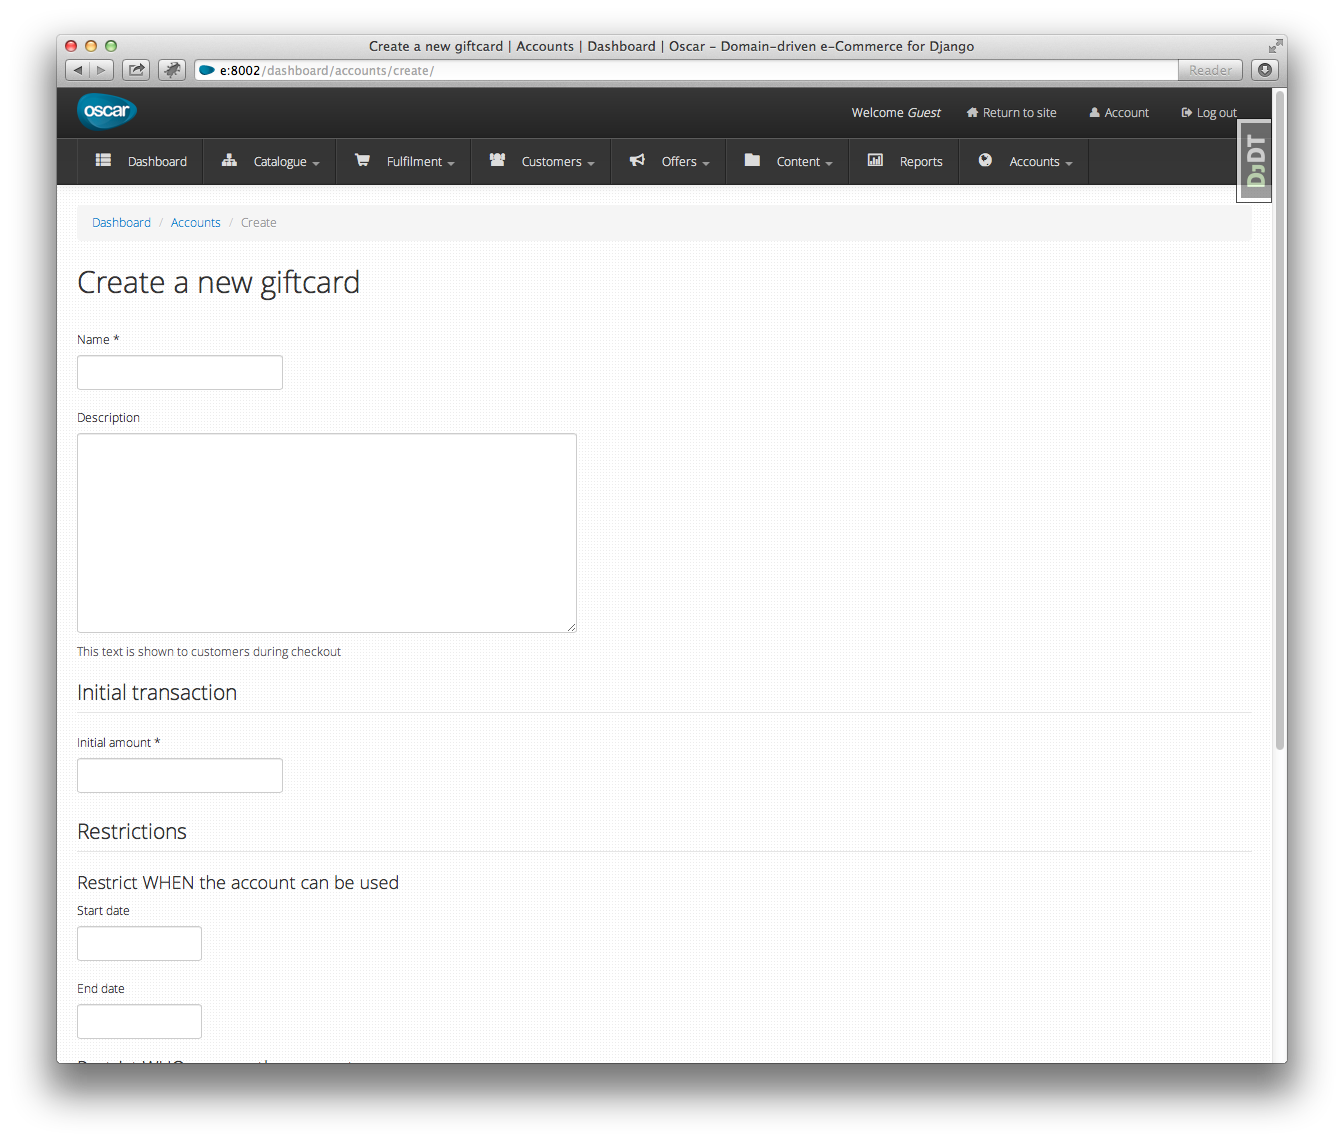 Create a new giftcard | Accounts | Dashboard | Oscar – Domain-driven e-Commerce for Django
e:8002/dashboard/accounts/create/ Reader
oscar Welcome Guest Return to site Account Log out
Dashboard Catalogue Fulfilment Customers Offers Content Reports Accounts
DJDT
Dashboard / Accounts / Create
Create a new giftcard
Name *
Description
This text is shown to customers during checkout
Initial transaction
Initial amount *
Restrictions
Restrict WHEN the account can be used
Start date
End date